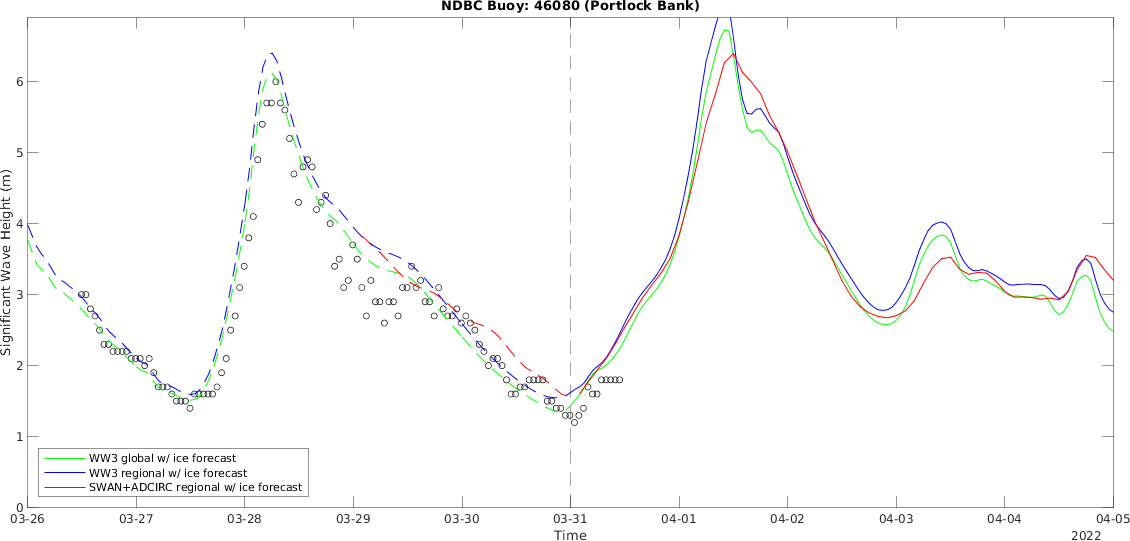 NDBC Buoy: 46080 (Portlock Bank)
Significant Wave Height (m)
6
5
4
3
2
1
0
WW3 global w/ ice forecast
WW3 regional w/ ice forecast
SWAN+ADCIRC regional w/ ice forecast
03-26 03-27 03-28 03-29 03-30 03-31 04-01 04-02 04-03 04-04 04-05
Time
2022